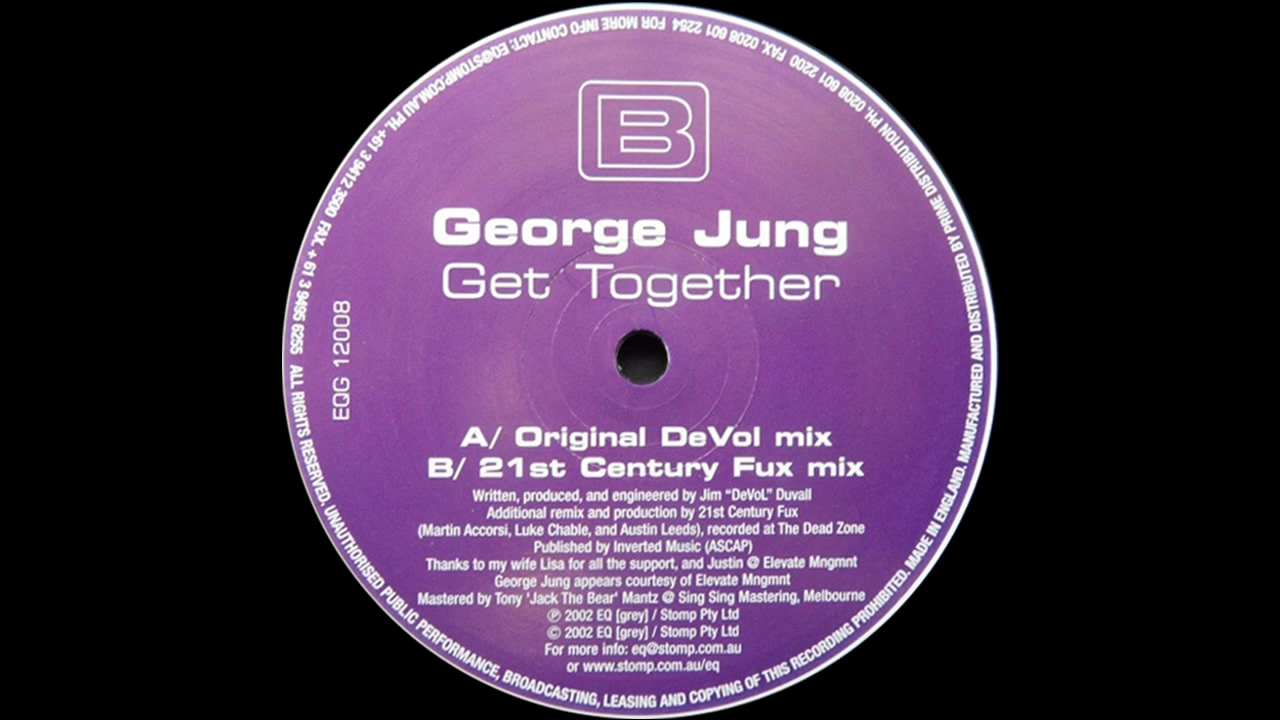 B
George Jung
Get Together
EQG 12008
A/ Original DeVol mix
B/ 21st Century Fux mix
Written, produced, and engineered by Jim "DeVoL" Duvall
Additional remix and production by 21st Century Fux
(Martin Accorsi, Luke Chable, and Austin Leeds), recorded at The Dead Zone
Published by Inverted Music (ASCAP)
Thanks to my wife Lisa for all the support, and Justin @ Elevate Mngmnt
George Jung appears courtesy of Elevate Mngmnt
Mastered by Tony 'Jack The Bear' Mantz @ Sing Sing Mastering, Melbourne
Ⓟ 2002 EQ [grey] / Stomp Pty Ltd
© 2002 EQ [grey] / Stomp Pty Ltd
For more info: eq@stomp.com.au
or www.stomp.com.au/eq
ALL RIGHTS RESERVED. UNAUTHORISED PUBLIC PERFORMANCE, BROADCASTING, LEASING AND COPYING OF THIS RECORDING PROHIBITED. MADE IN ENGLAND. MANUFACTURED AND DISTRIBUTED BY PRIME DISTRIBUTION PH. 0208 601 2200 FAX. 0208 601 2254 FOR MORE INFO CONTACT: EQ@STOMP.COM.AU PH. +61 3 9412 3500 FAX. + 61 3 9495 6255